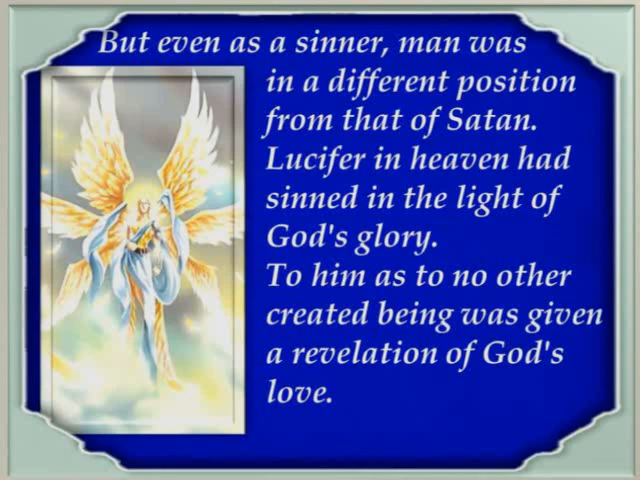 But even as a sinner, man was
in a different position
from that of Satan.
Lucifer in heaven had
sinned in the light of
God's glory.
To him as to no other
created being was given
a revelation of God's
love.